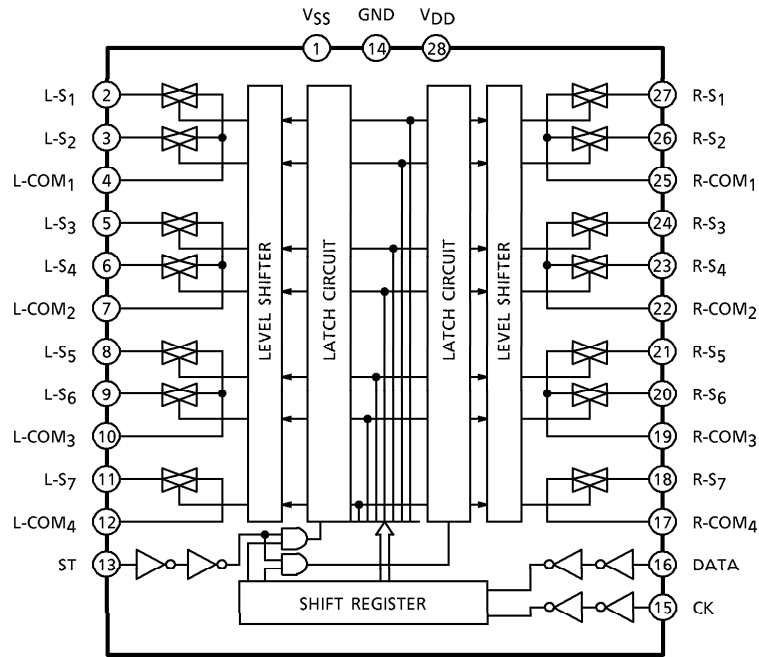 VSS GND VDD
1 14 28
L-S1 2 27 R-S1
L-S2 3 26 R-S2
L-COM1 4 25 R-COM1
L-S3 5 24 R-S3
L-S4 6 23 R-S4
L-COM2 7 22 R-COM2
L-S5 8 21 R-S5
L-S6 9 20 R-S6
L-COM3 10 19 R-COM3
L-S7 11 18 R-S7
L-COM4 12 17 R-COM4
LEVEL SHIFTER
LATCH CIRCUIT
LATCH CIRCUIT
LEVEL SHIFTER
ST 13 16 DATA
SHIFT REGISTER
15 CK